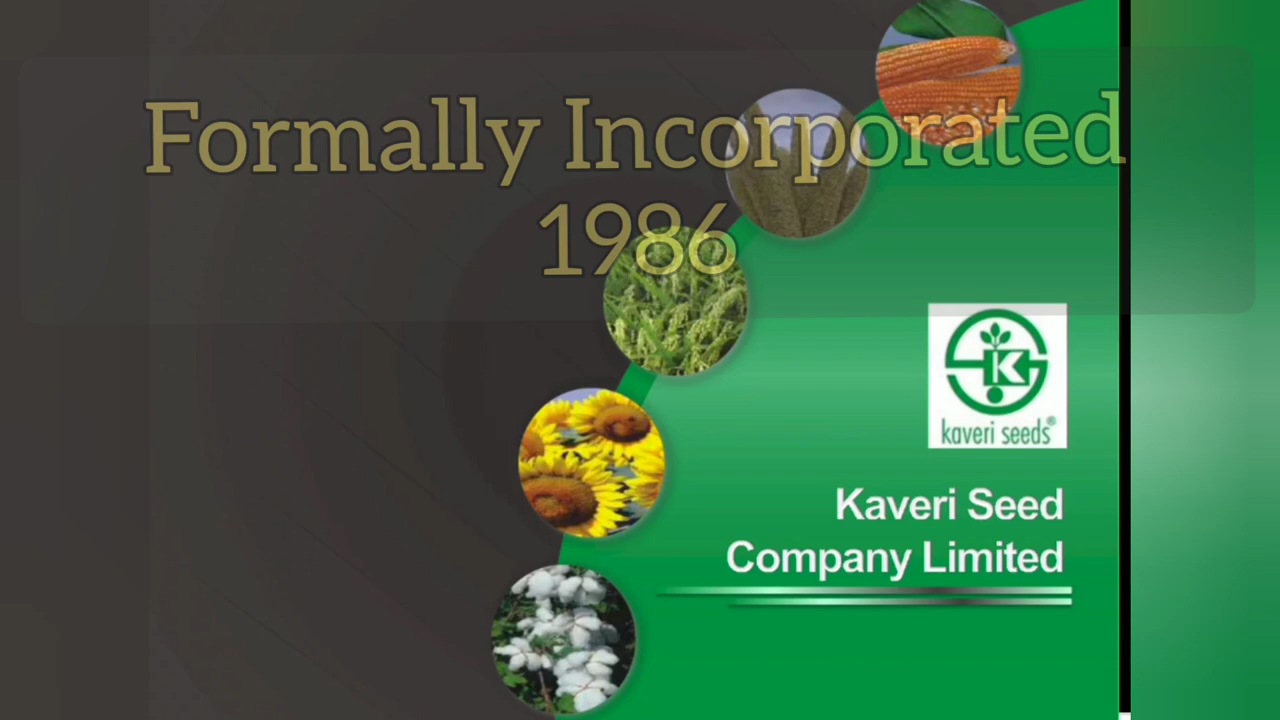 Formally Incorporated
1986
kaveri seeds®
Kaveri Seed
Company Limited